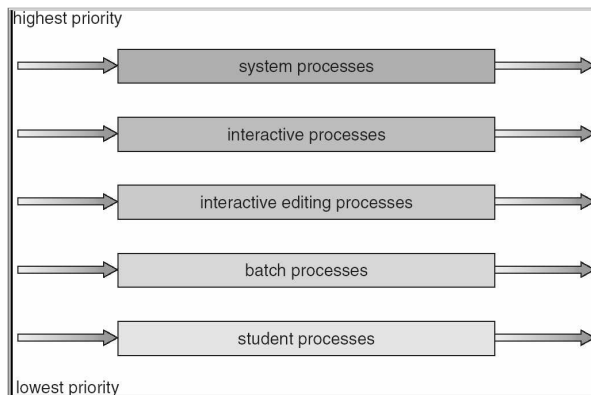 highest priority
system processes
interactive processes
interactive editing processes
batch processes
student processes
lowest priority